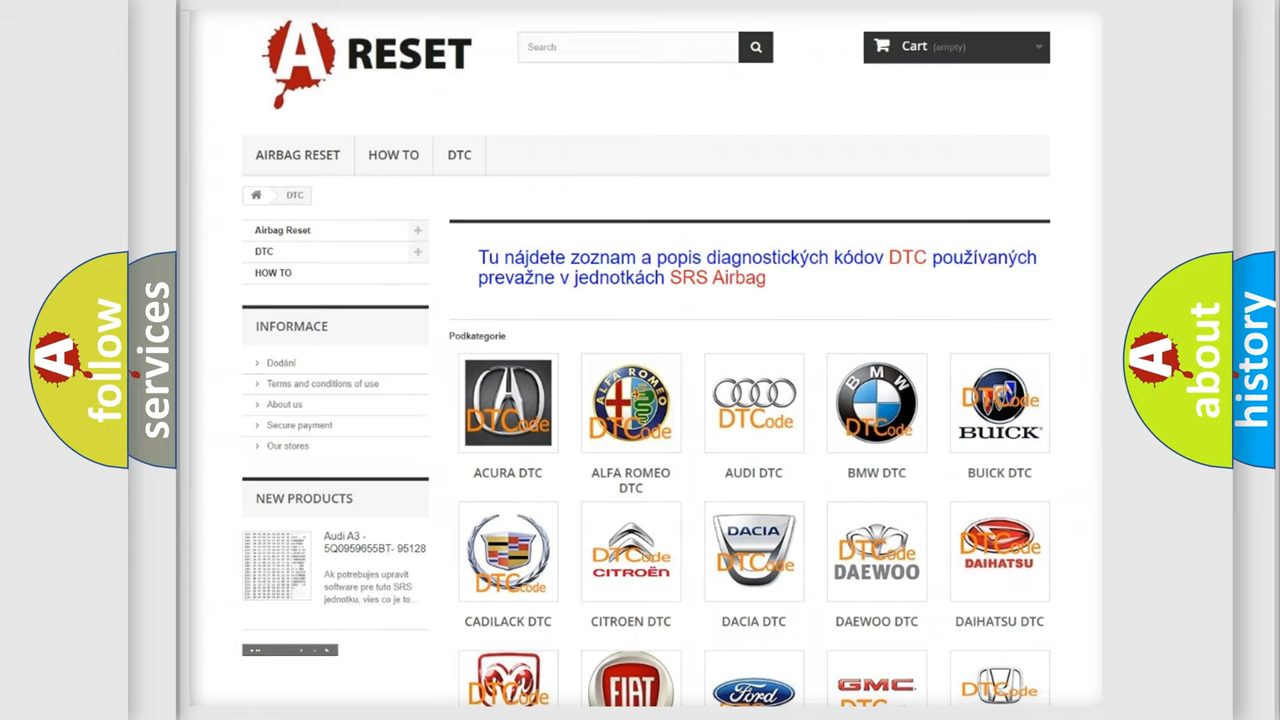 A RESET
Search
Cart (empty)
AIRBAG RESET
HOW TO
DTC
DTC
Airbag Reset
DTC
HOW TO
Tu nájdete zoznam a popis diagnostických kódov DTC používaných
prevažne v jednotkách SRS Airbag
INFORMACE
Dodání
Terms and conditions of use
About us
Secure payment
Our stores
Podkategorie
DTCode
ALFA ROMEO
DTCode
DTCode
BMW
DTCode
DTCode
BUICK
ACURA DTC
ALFA ROMEO
DTC
AUDI DTC
BMW DTC
BUICK DTC
NEW PRODUCTS
Audi A3 -
5Q0959655BT- 95128
Ak potrebujes upravit
software pre tuto SRS
jednotku, vies co je to...
DTCode
DTCode
CITROËN
DACIA
DTCode
DTCode
DAEWOO
DTCode
DAIHATSU
CADILACK DTC
CITROEN DTC
DACIA DTC
DAEWOO DTC
DAIHATSU DTC
DTCode
FIAT
Ford
GMC
DTCode
A follow
services
A about
history